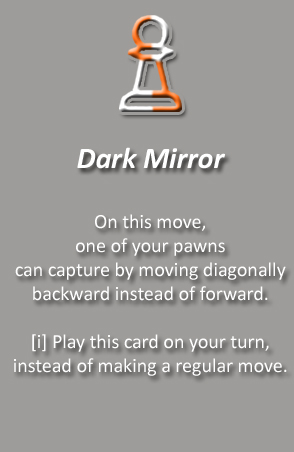 Dark Mirror
On this move,
one of your pawns
can capture by moving diagonally
backward instead of forward.
[i] Play this card on your turn,
instead of making a regular move.